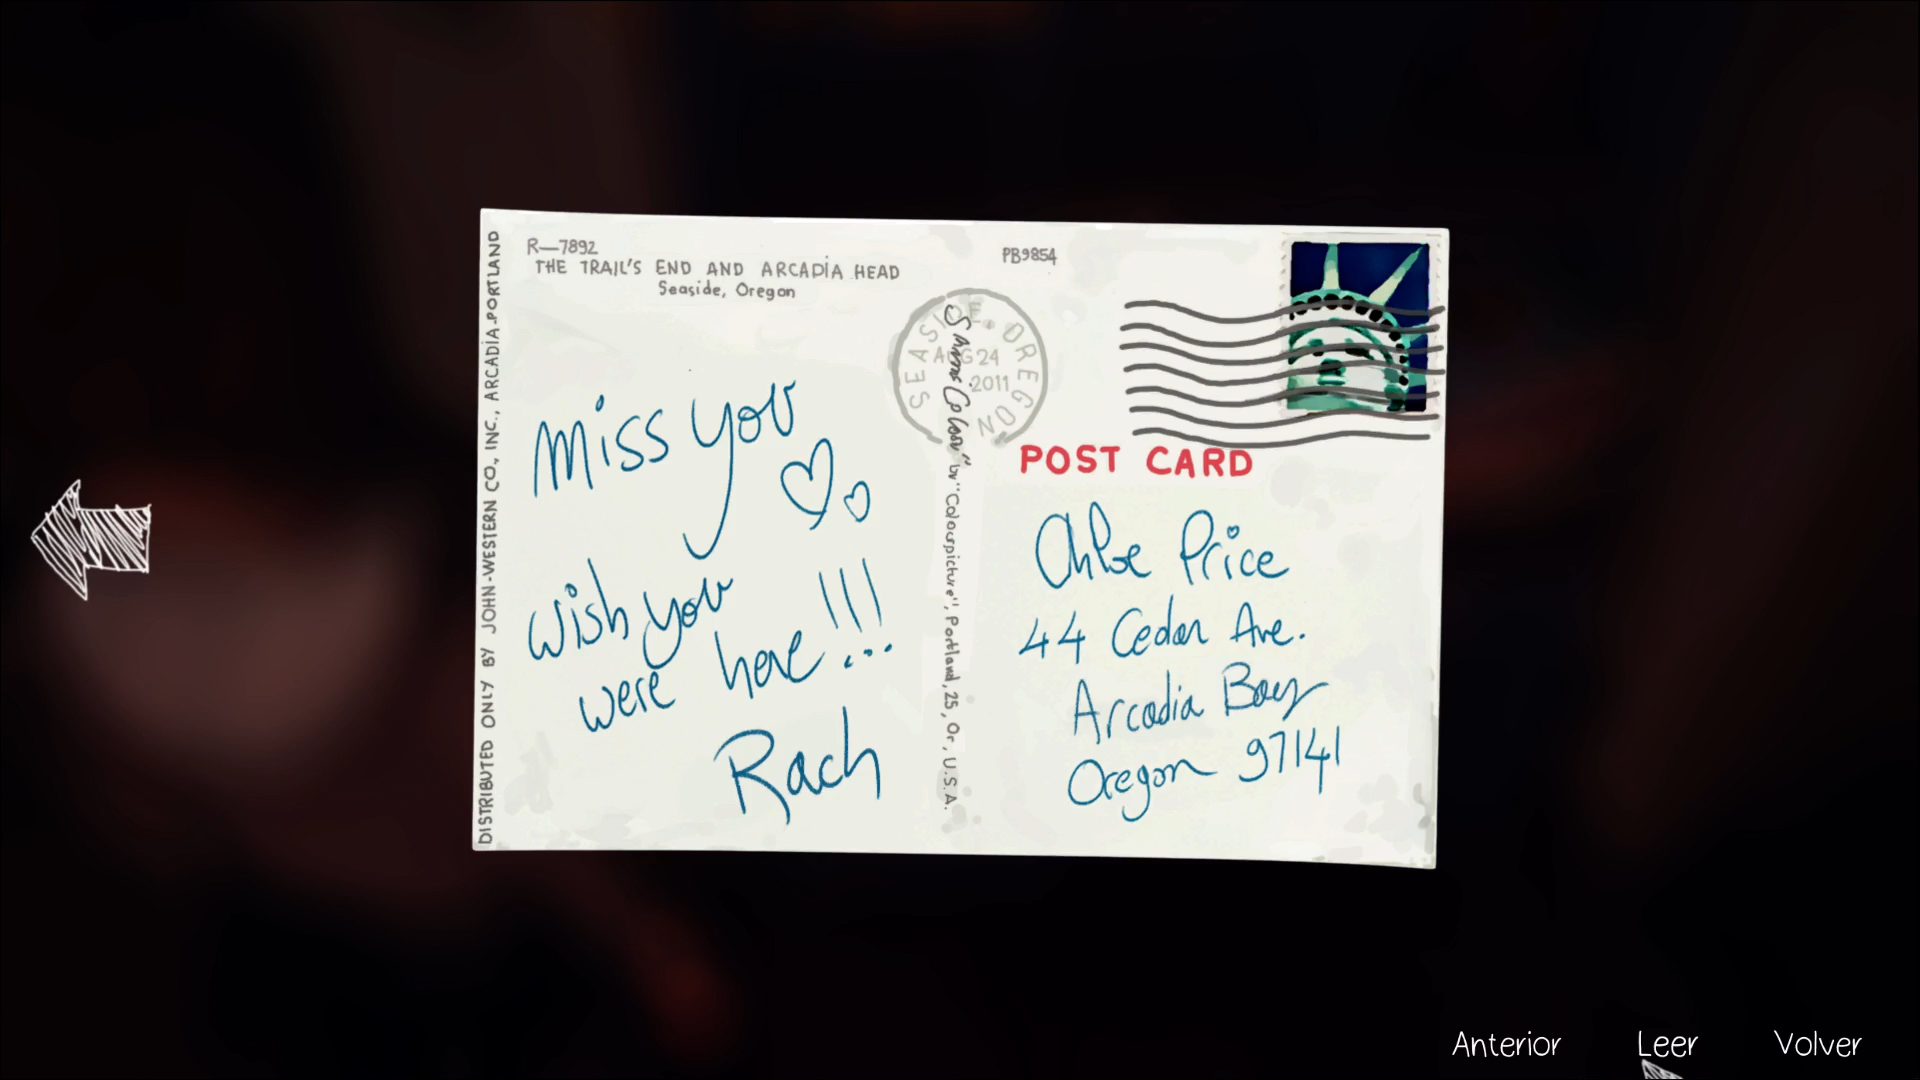 R—7892
THE TRAIL'S END AND ARCADIA HEAD
Seaside, Oregon
PB9854
DISTRIBUTED ONLY BY JOHN-WESTERN CO., INC., ARCADIA-PORTLAND
SEASIDE, OREGON
AUG 24
2011
by "Colourpicture", Portland, 25, Or, U.S.A.
POST CARD
Miss you
wish you
were here!!!
Rach
Chloe Price
44 Cedar Ave.
Arcadia Bay
Oregon 97141
Anterior
Leer
Volver